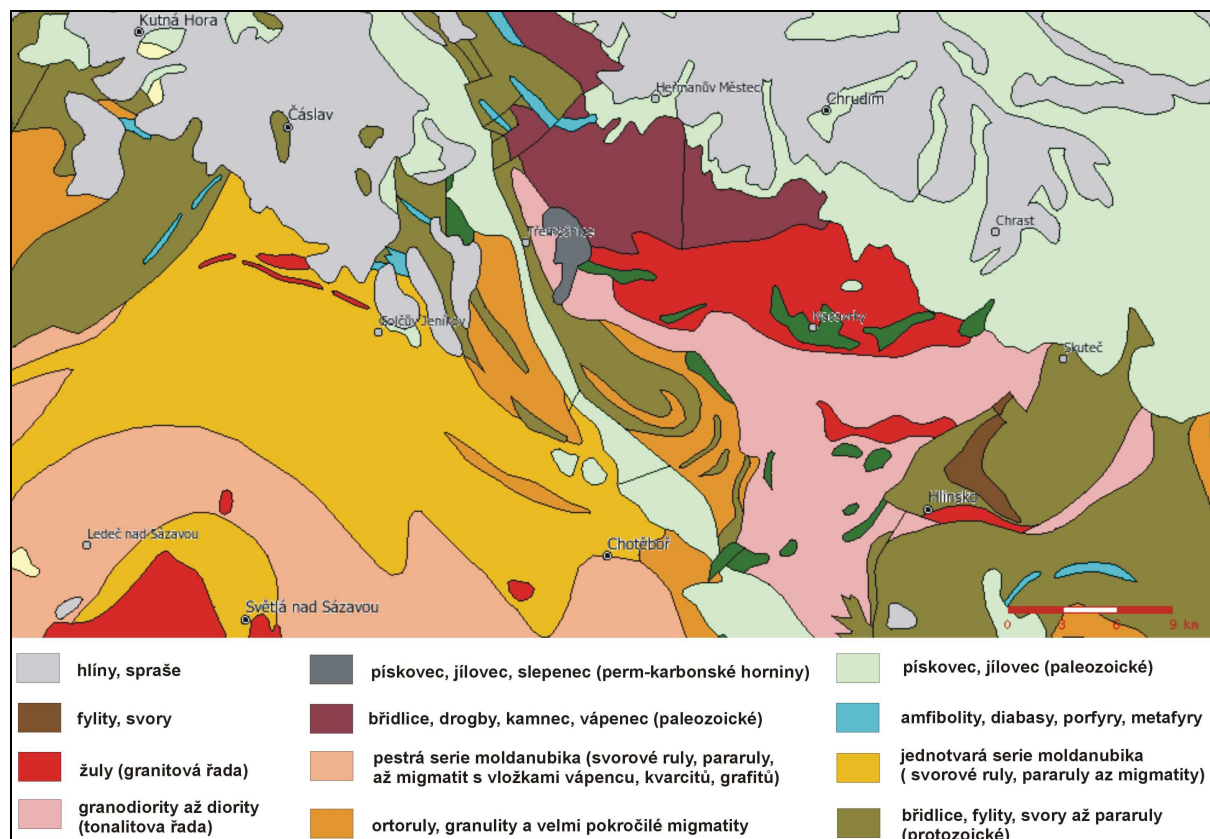 Kutná Hora
Heřmanův Městec
Chrudim
Čáslav
Chrast
Golčův Jeníkov
Skuteč
Hlinsko
Ledeč nad Sázavou
Chotěboř
Světlá nad Sázavou
0 3 6 9 km
hlíny, spraše
pískovec, jílovec, slepenec (perm-karbonské horniny)
pískovec, jílovec (paleozoické)
fylity, svory
břidlice, drogby, kamnec, vápenec (paleozoické)
amfibolity, diabasy, porfyry, metafyry
žuly (granitová řada)
pestrá serie moldanubika (svorové ruly, pararuly,
až migmatit s vložkami vápencu, kvarcitů, grafitů)
jednotvará serie moldanubika
( svorové ruly, pararuly az migmatity)
granodiority až diority
(tonalitova řada)
ortoruly, granulity a velmi pokročilé migmatity
břidlice, fylity, svory až pararuly
(protozoické)